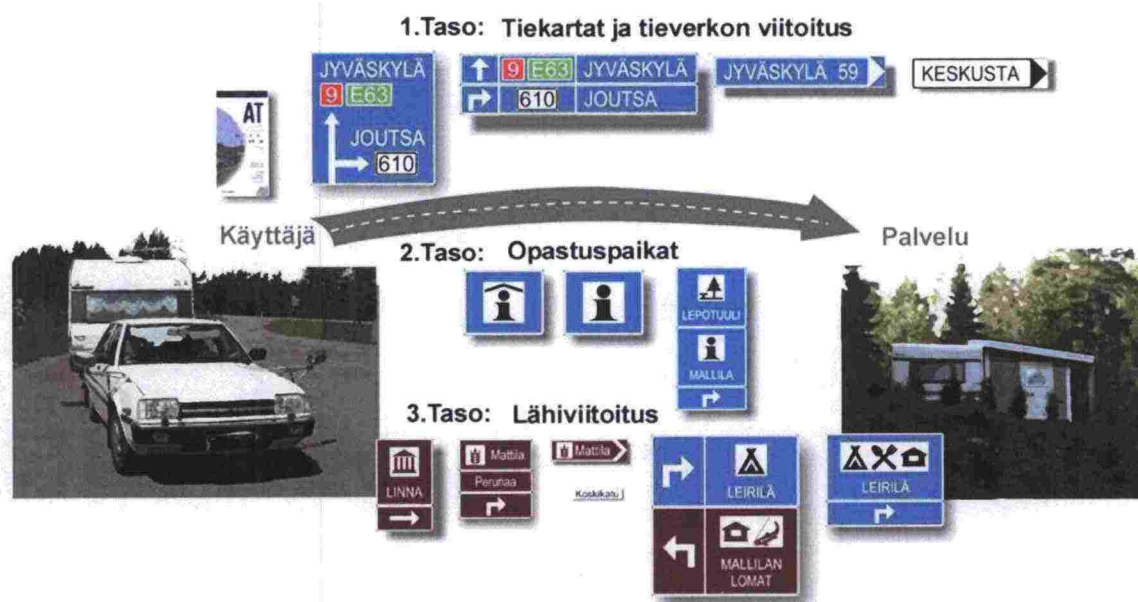 1.Taso: Tiekartat ja tieverkon viitoitus
AT
JYVÄSKYLÄ
9 E63
JOUTSA
610
9 E63 JYVÄSKYLÄ
610 JOUTSA
JYVÄSKYLÄ 59
KESKUSTA
Käyttäjä
Palvelu
2.Taso: Opastuspaikat
i
i
LEPOTUULI
i
MALLILA
3.Taso: Lähiviitoitus
LINNA
Mattila
Perunaa
Mattila
Koskikatu
LEIRILÄ
MALLILAN
LOMAT
LEIRILÄ